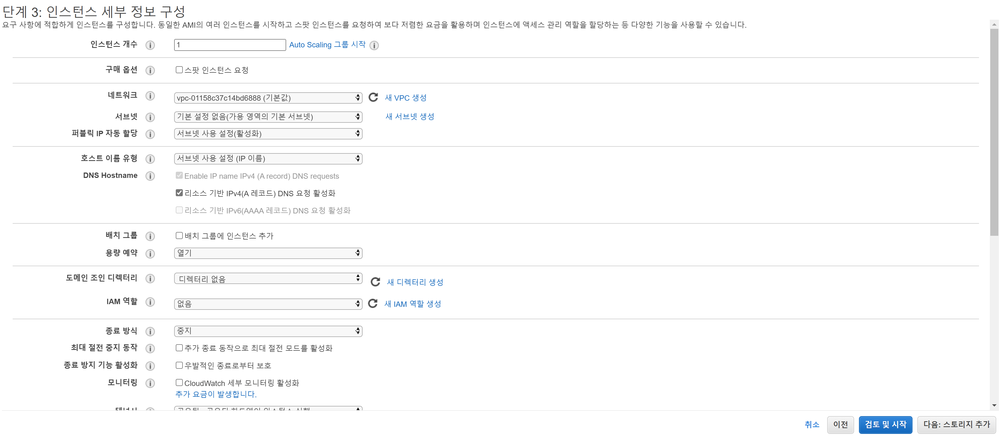 단계 3: 인스턴스 세부 정보 구성
요구 사항에 적합하게 인스턴스를 구성합니다. 동일한 AMI의 여러 인스턴스를 시작하고 스팟 인스턴스를 요청하여 보다 저렴한 요금을 활용하며 인스턴스에 액세스 관리 역할을 할당하는 등 다양한 기능을 사용할 수 있습니다.
인스턴스 개수 1 Auto Scaling 그룹 시작
구매 옵션 스팟 인스턴스 요청
네트워크 vpc-01158c37c14bd6888 (기본값) 새 VPC 생성
서브넷 기본 설정 없음(가용 영역의 기본 서브넷) 새 서브넷 생성
퍼블릭 IP 자동 할당 서브넷 사용 설정(활성화)
호스트 이름 유형 서브넷 사용 설정 (IP 이름)
DNS Hostname Enable IP name IPv4 (A record) DNS requests
리소스 기반 IPv4(A 레코드) DNS 요청 활성화
리소스 기반 IPv6(AAAA 레코드) DNS 요청 활성화
배치 그룹 배치 그룹에 인스턴스 추가
용량 예약 열기
도메인 조인 디렉터리 디렉터리 없음 새 디렉터리 생성
IAM 역할 없음 새 IAM 역할 생성
종료 방식 중지
최대 절전 중지 동작 추가 종료 동작으로 최대 절전 모드를 활성화
종료 방지 기능 활성화 우발적인 종료로부터 보호
모니터링 CloudWatch 세부 모니터링 활성화
추가 요금이 발생합니다.
취소 이전 검토 및 시작 다음: 스토리지 추가